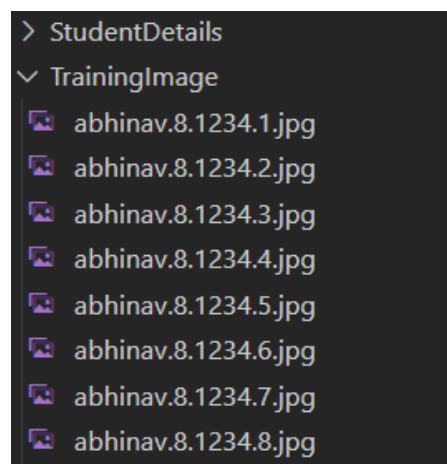 StudentDetails
TrainingImage
abhinav.8.1234.1.jpg
abhinav.8.1234.2.jpg
abhinav.8.1234.3.jpg
abhinav.8.1234.4.jpg
abhinav.8.1234.5.jpg
abhinav.8.1234.6.jpg
abhinav.8.1234.7.jpg
abhinav.8.1234.8.jpg